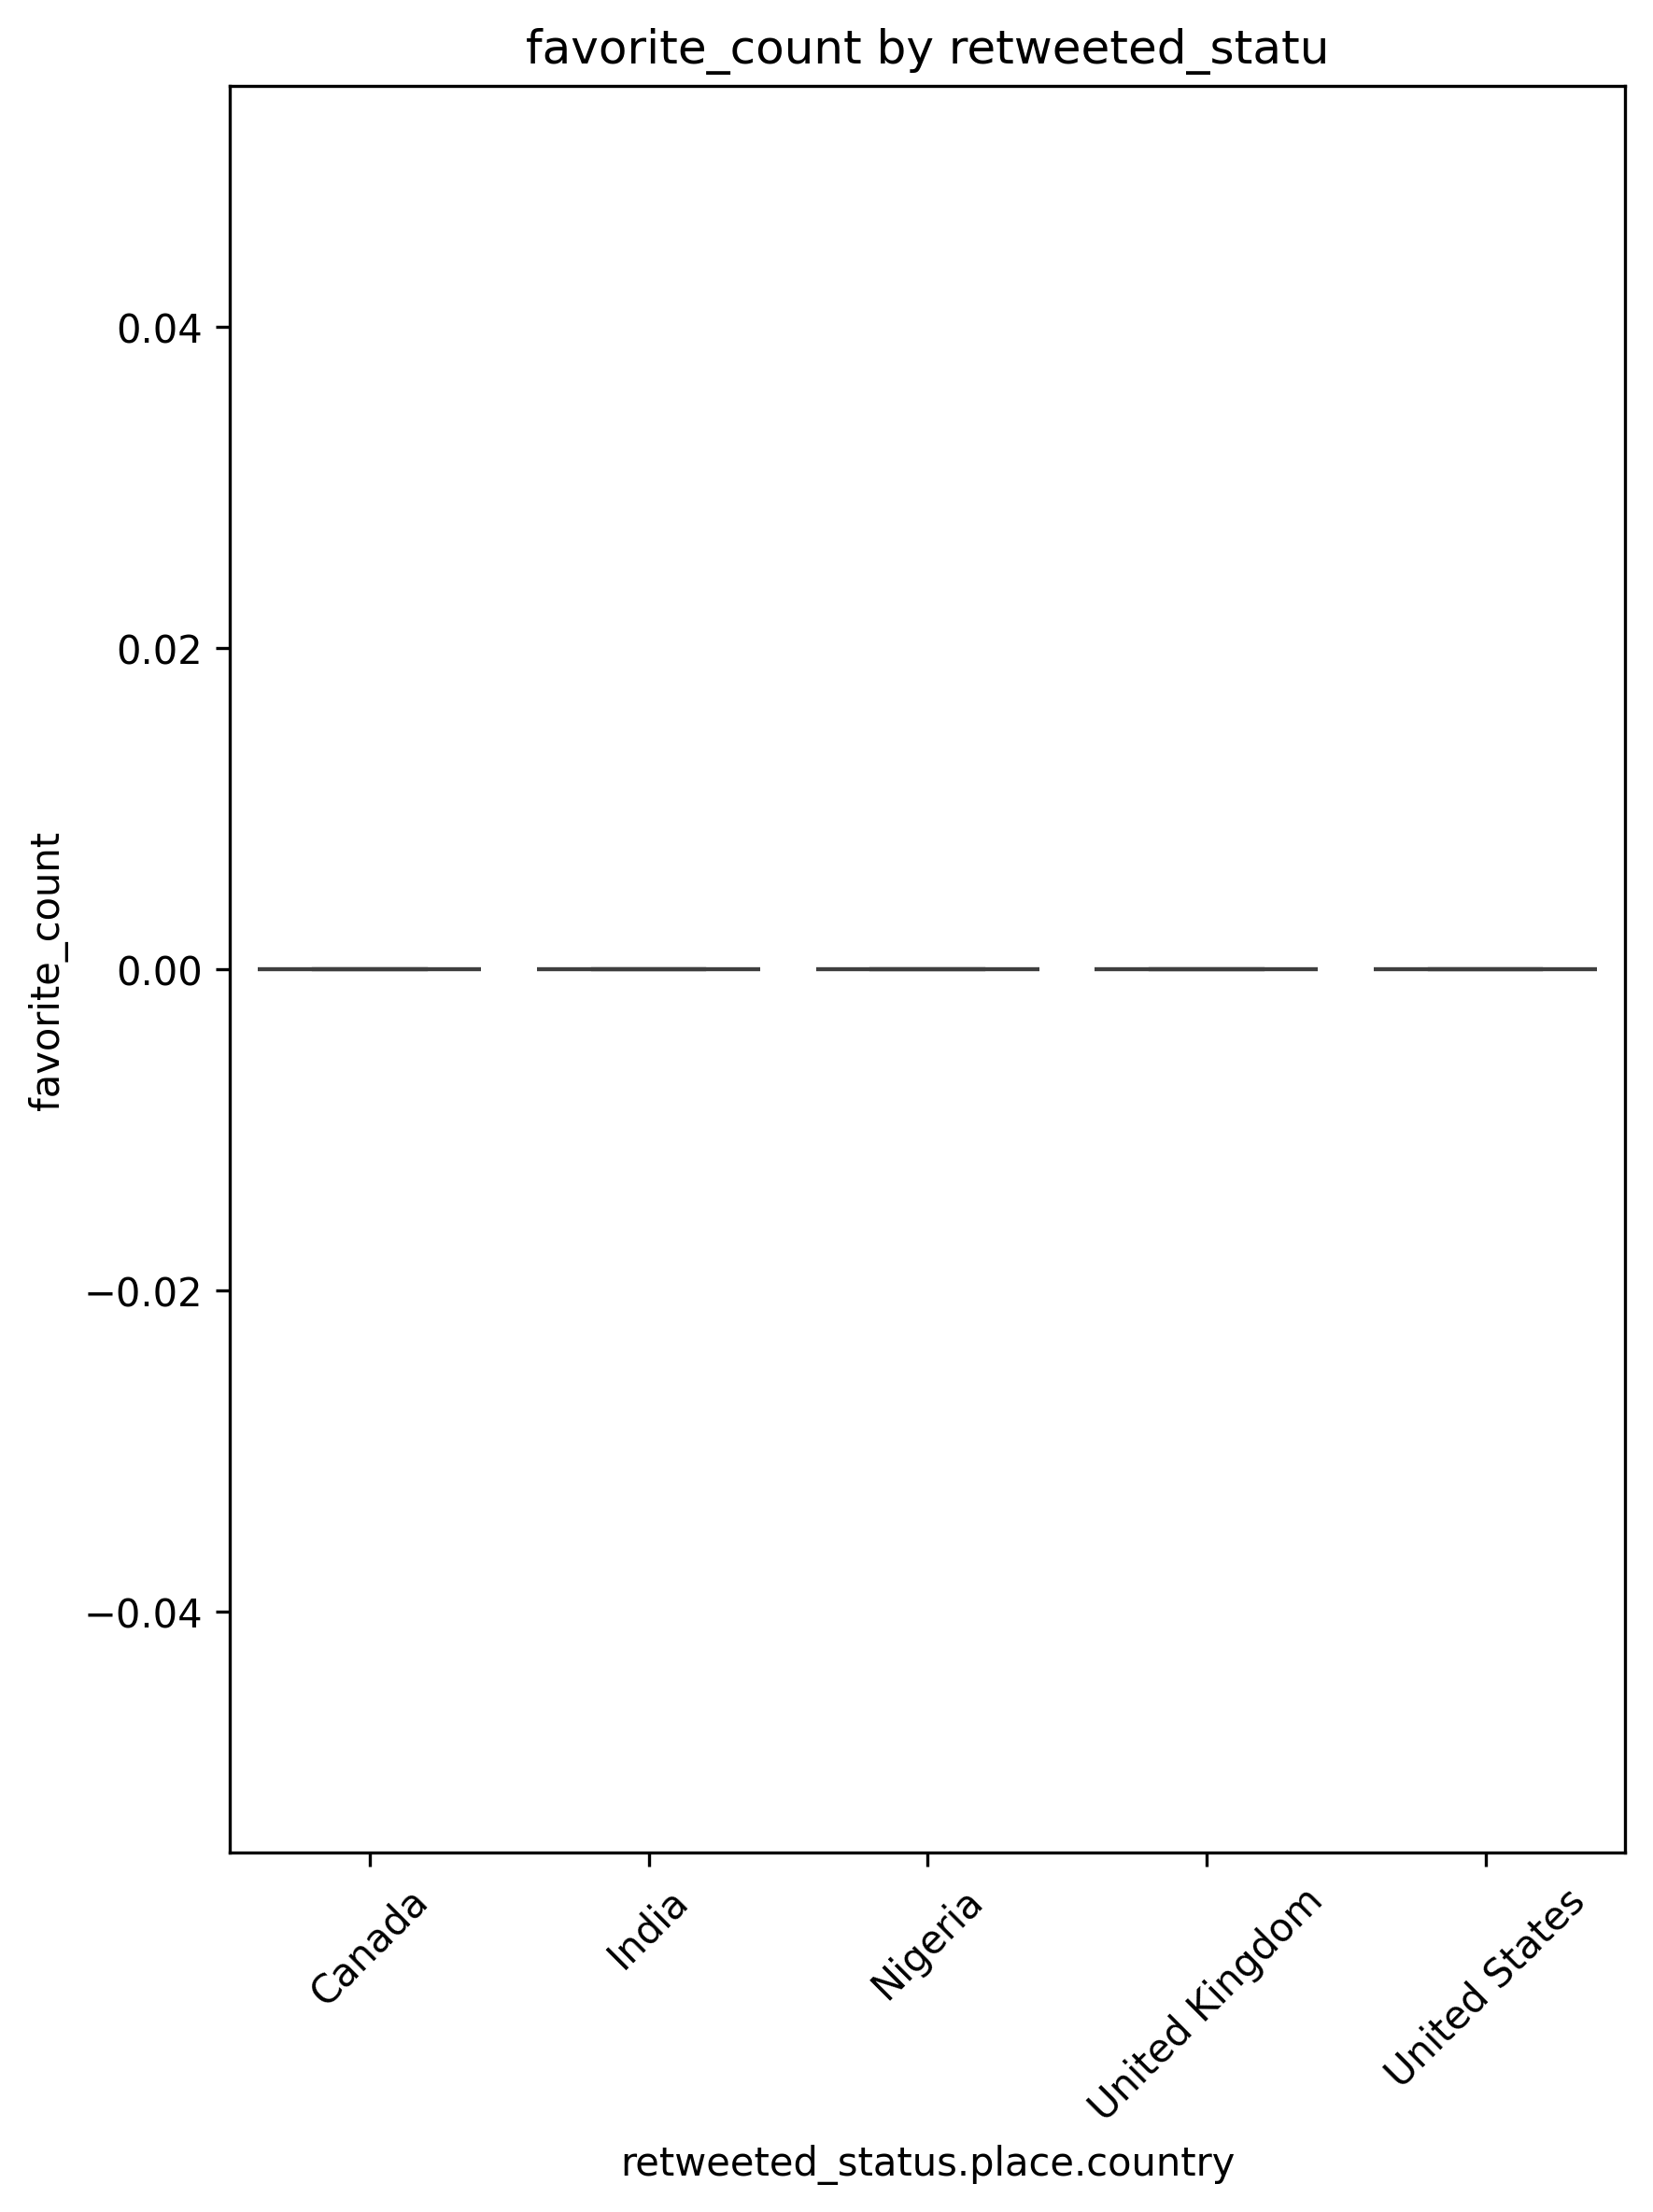 favorite_count by retweeted_statu
favorite_count
0.04
0.02
0.00
−0.02
−0.04
Canada
India
Nigeria
United Kingdom
United States
retweeted_status.place.country